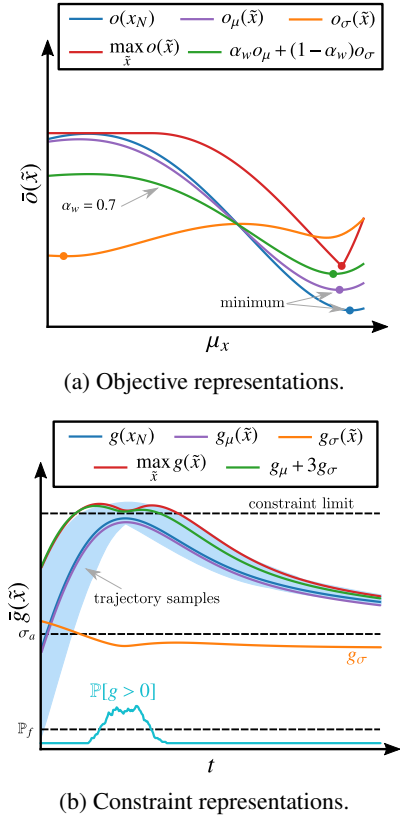 o(x_N) o_μ(x̃) o_σ(x̃)
max_x̃ o(x̃) α_w o_μ + (1 − α_w)o_σ
ō(x̃)
α_w = 0.7
minimum
μ_x
(a) Objective representations.
g(x_N) g_μ(x̃) g_σ(x̃)
max_x̃ g(x̃) g_μ + 3g_σ
constraint limit
ḡ(x̃)
trajectory samples
σ_a
g_σ
ℙ[g > 0]
ℙ_f
t
(b) Constraint representations.